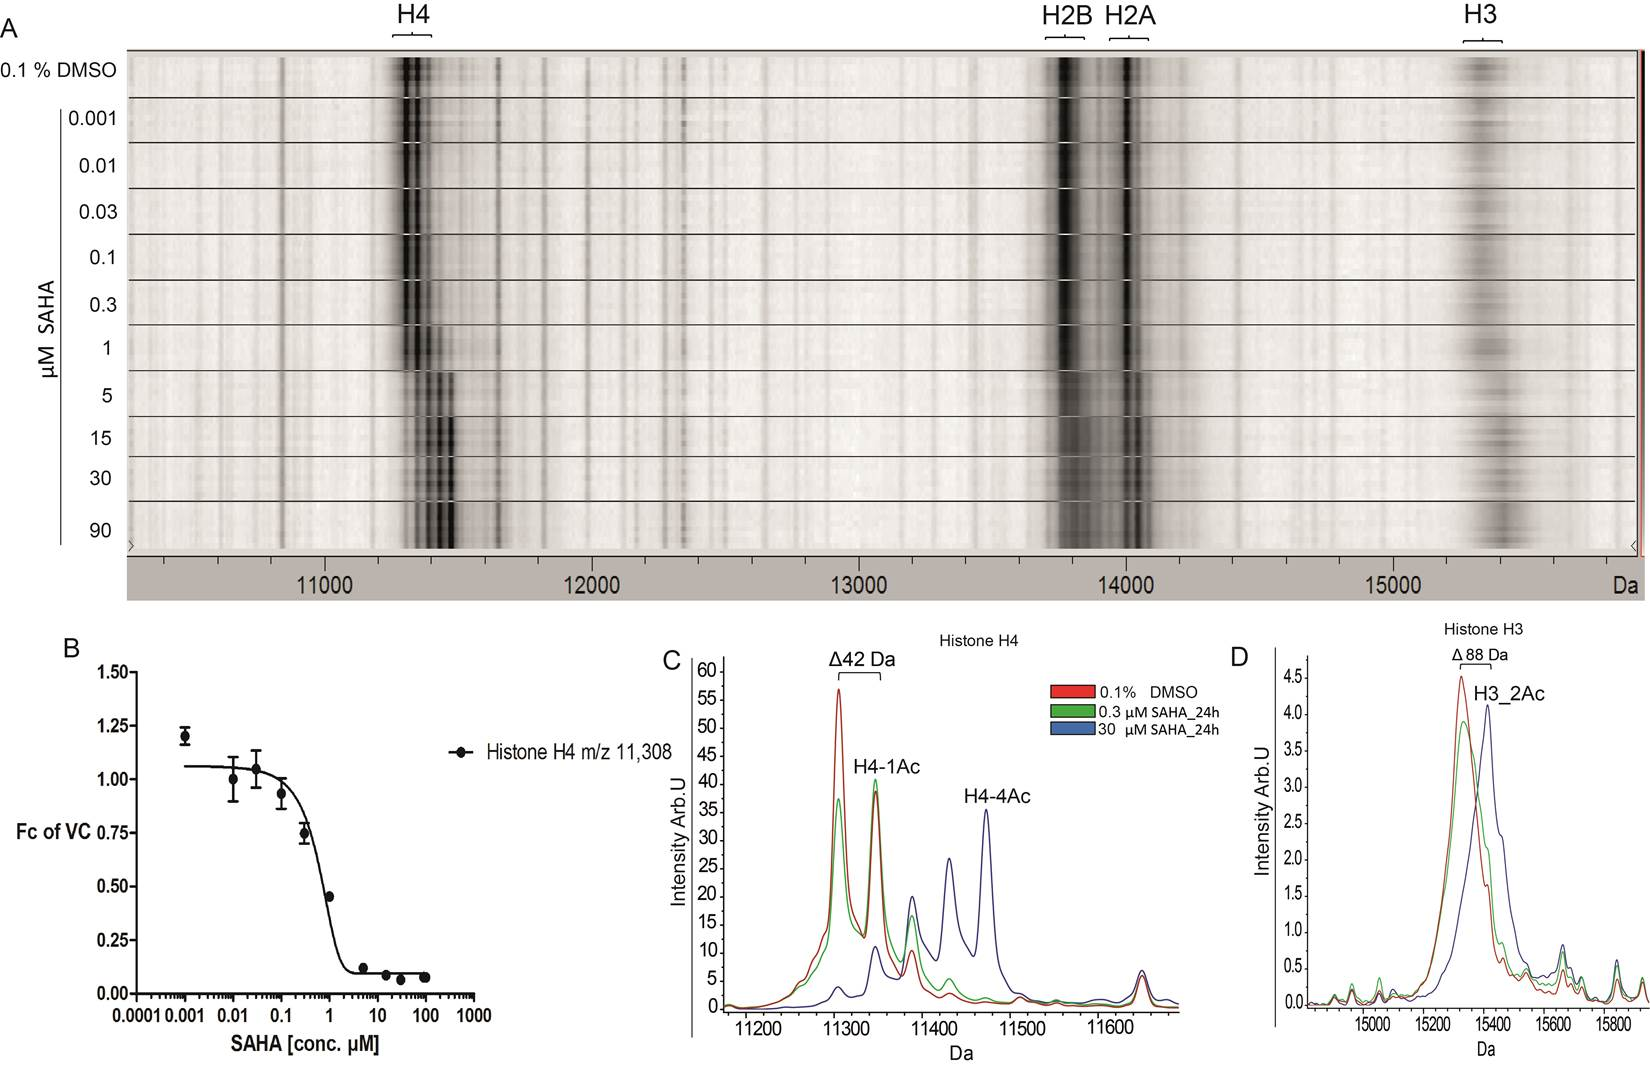 A
H4
H2B
H2A
H3
0.1 % DMSO
0.001
0.01
0.03
0.1
0.3
1
5
15
30
90
µM SAHA
11000
12000
13000
14000
15000
Da
B
1.50
1.25
1.00
0.75
0.50
0.25
0.00
Fc of VC
Histone H4 m/z 11,308
0.0001
0.001
0.01
0.1
1
10
100
1000
SAHA [conc. µM]
C
Histone H4
Δ42 Da
0.1% DMSO
0.3 µM SAHA_24h
30 µM SAHA_24h
H4-1Ac
H4-4Ac
Intensity Arb.U
60
55
50
45
40
35
30
25
20
15
10
5
0
11200
11300
11400
11500
11600
Da
D
Histone H3
Δ 88 Da
H3_2Ac
Intensity Arb.U
4.5
4.0
3.5
3.0
2.5
2.0
1.5
1.0
0.5
0.0
15000
15200
15400
15600
15800
Da